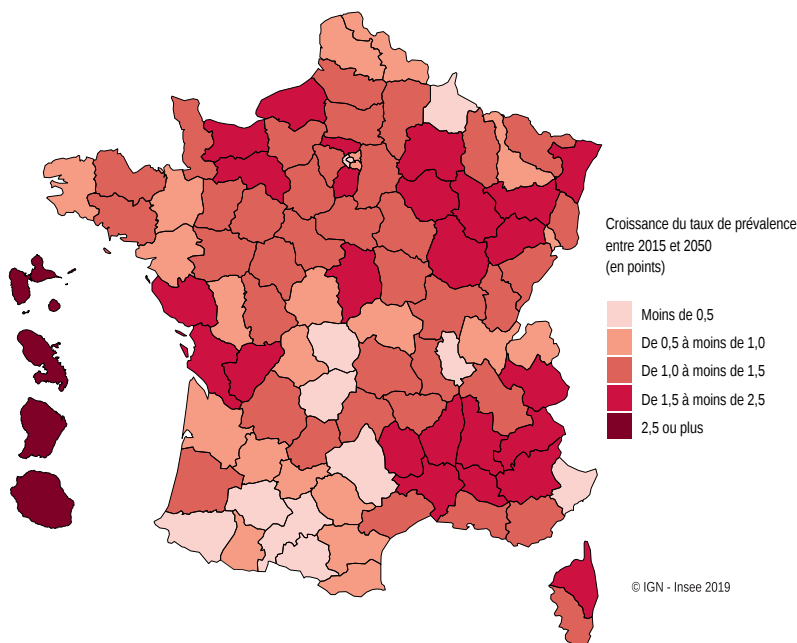 Croissance du taux de prévalence
entre 2015 et 2050
(en points)
Moins de 0,5
De 0,5 à moins de 1,0
De 1,0 à moins de 1,5
De 1,5 à moins de 2,5
2,5 ou plus
© IGN - Insee 2019